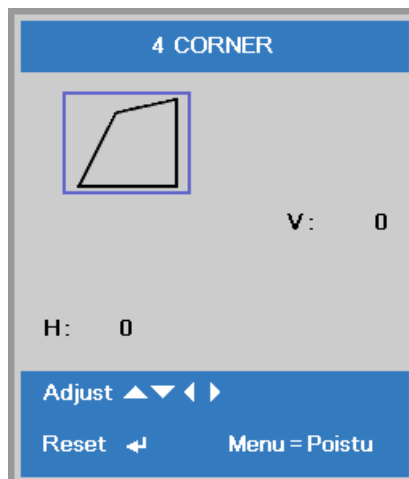 4 CORNER
V: 0
H: 0
Adjust ▲▼◀▶
Reset ↵ Menu = Poistu